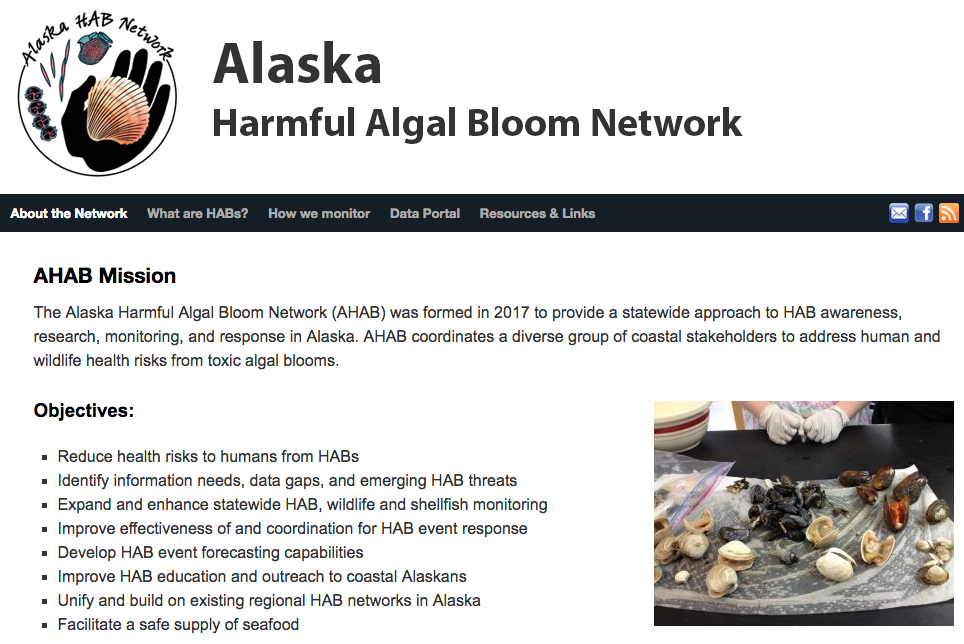 Alaska HAB Network
Alaska
Harmful Algal Bloom Network
About the Network What are HABs? How we monitor Data Portal Resources & Links
AHAB Mission
The Alaska Harmful Algal Bloom Network (AHAB) was formed in 2017 to provide a statewide approach to HAB awareness,
research, monitoring, and response in Alaska. AHAB coordinates a diverse group of coastal stakeholders to address human and
wildlife health risks from toxic algal blooms.
Objectives:
Reduce health risks to humans from HABs
Identify information needs, data gaps, and emerging HAB threats
Expand and enhance statewide HAB, wildlife and shellfish monitoring
Improve effectiveness of and coordination for HAB event response
Develop HAB event forecasting capabilities
Improve HAB education and outreach to coastal Alaskans
Unify and build on existing regional HAB networks in Alaska
Facilitate a safe supply of seafood